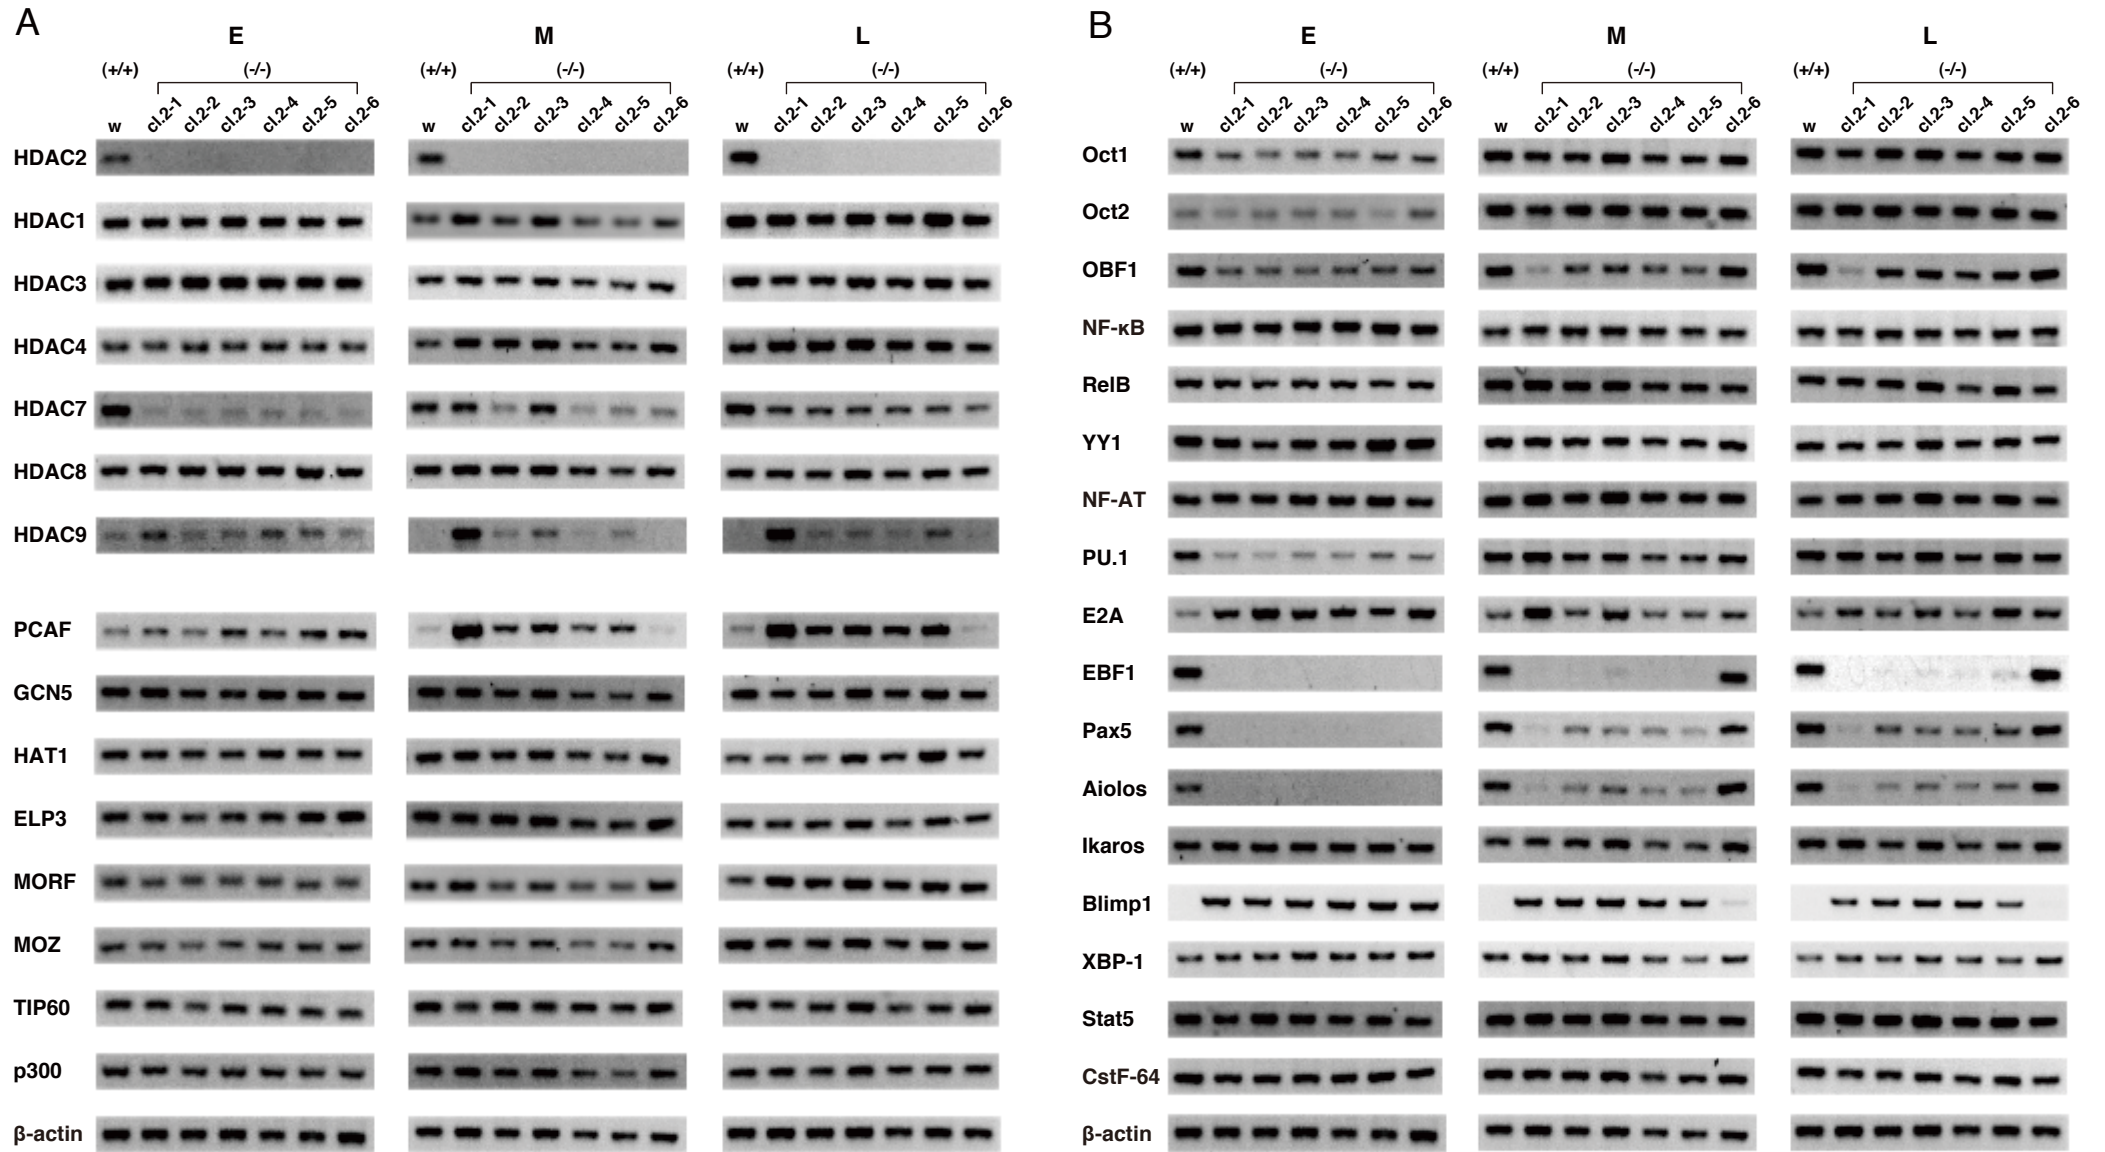 A
E M L
(+/+) (-/-) (+/+) (-/-) (+/+) (-/-)
w cl.2-1 cl.2-2 cl.2-3 cl.2-4 cl.2-5 cl.2-6 w cl.2-1 cl.2-2 cl.2-3 cl.2-4 cl.2-5 cl.2-6 w cl.2-1 cl.2-2 cl.2-3 cl.2-4 cl.2-5 cl.2-6
HDAC2
HDAC1
HDAC3
HDAC4
HDAC7
HDAC8
HDAC9
PCAF
GCN5
HAT1
ELP3
MORF
MOZ
TIP60
p300
β-actin
B
E M L
(+/+) (-/-) (+/+) (-/-) (+/+) (-/-)
w cl.2-1 cl.2-2 cl.2-3 cl.2-4 cl.2-5 cl.2-6 w cl.2-1 cl.2-2 cl.2-3 cl.2-4 cl.2-5 cl.2-6 w cl.2-1 cl.2-2 cl.2-3 cl.2-4 cl.2-5 cl.2-6
Oct1
Oct2
OBF1
NF-κB
RelB
YY1
NF-AT
PU.1
E2A
EBF1
Pax5
Aiolos
Ikaros
Blimp1
XBP-1
Stat5
CstF-64
β-actin